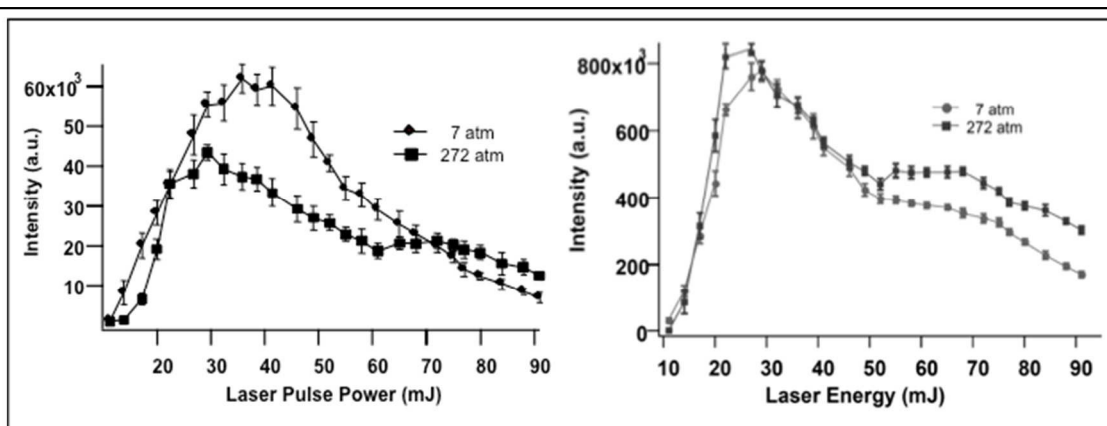 60x10³
50
40
30
20
10
Intensity (a.u.)
7 atm
272 atm
20 30 40 50 60 70 80 90
Laser Pulse Power (mJ)
800x10³
600
400
200
0
Intensity (a.u.)
7 atm
272 atm
10 20 30 40 50 60 70 80 90
Laser Energy (mJ)